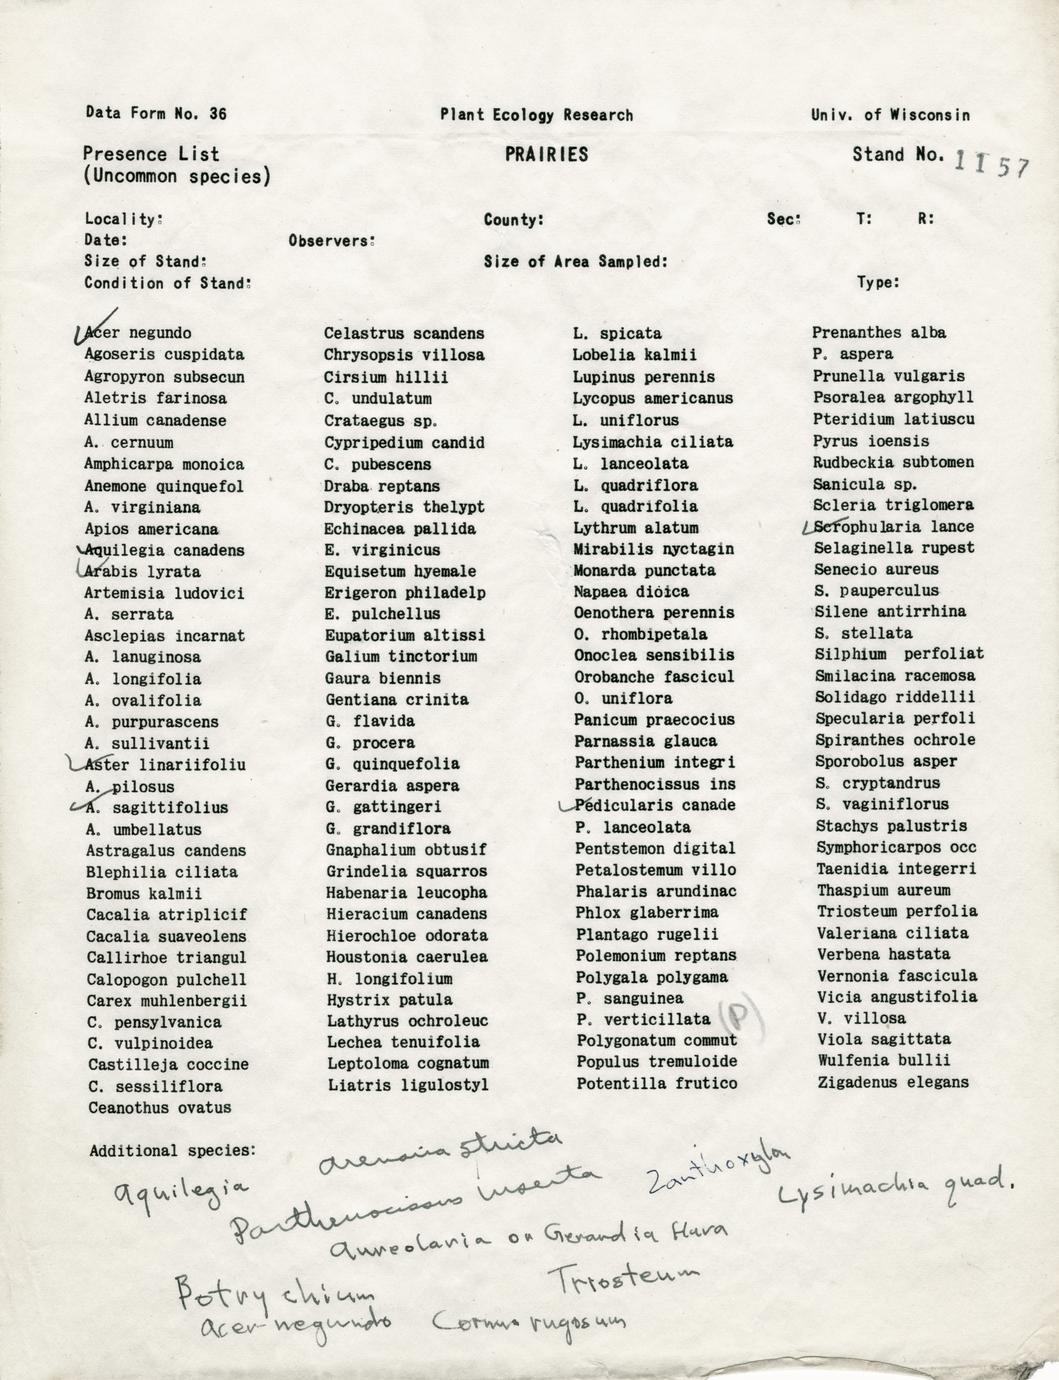 Data Form No. 36 Plant Ecology Research Univ. of Wisconsin
Presence List PRAIRIES Stand No. 1157
(Uncommon species)
Locality: County: Sec: T: R:
Date: Observers:
Size of Stand: Size of Area Sampled:
Condition of Stand: Type:
Acer negundo
Agoseris cuspidata
Agropyron subsecun
Aletris farinosa
Allium canadense
A. cernuum
Amphicarpa monoica
Anemone quinquefol
A. virginiana
Apios americana
Aquilegia canadens
Arabis lyrata
Artemisia ludovici
A. serrata
Asclepias incarnat
A. lanuginosa
A. longifolia
A. ovalifolia
A. purpurascens
A. sullivantii
Aster linariifoliu
A. pilosus
A. sagittifolius
A. umbellatus
Astragalus candens
Blephilia ciliata
Bromus kalmii
Cacalia atriplicif
Cacalia suaveolens
Callirhoe triangul
Calopogon pulchell
Carex muhlenbergii
C. pensylvanica
C. vulpinoidea
Castilleja coccine
C. sessiliflora
Ceanothus ovatus
Celastrus scandens
Chrysopsis villosa
Cirsium hillii
C. undulatum
Crataegus sp.
Cypripedium candid
C. pubescens
Draba reptans
Dryopteris thelypt
Echinacea pallida
E. virginicus
Equisetum hyemale
Erigeron philadelp
E. pulchellus
Eupatorium altissi
Galium tinctorium
Gaura biennis
Gentiana crinita
G. flavida
G. procera
G. quinquefolia
Gerardia aspera
G. gattingeri
G. grandiflora
Gnaphalium obtusif
Grindelia squarros
Habenaria leucopha
Hieracium canadens
Hierochloe odorata
Houstonia caerulea
H. longifolium
Hystrix patula
Lathyrus ochroleuc
Lechea tenuifolia
Leptoloma cognatum
Liatris ligulostyl
L. spicata
Lobelia kalmii
Lupinus perennis
Lycopus americanus
L. uniflorus
Lysimachia ciliata
L. lanceolata
L. quadriflora
L. quadrifolia
Lythrum alatum
Mirabilis nyctagin
Monarda punctata
Napaea dioica
Oenothera perennis
O. rhombipetala
Onoclea sensibilis
Orobanche fascicul
O. uniflora
Panicum praecocius
Parnassia glauca
Parthenium integri
Parthenocissus ins
Pedicularis canade
P. lanceolata
Pentstemon digital
Petalostemum villo
Phalaris arundinac
Phlox glaberrima
Plantago rugelii
Polemonium reptans
Polygala polygama
P. sanguinea
P. verticillata (P)
Polygonatum commut
Populus tremuloide
Potentilla frutico
Prenanthes alba
P. aspera
Prunella vulgaris
Psoralea argophyll
Pteridium latiuscu
Pyrus ioensis
Rudbeckia subtomen
Sanicula sp.
Scleria triglomera
Scrophularia lance
Selaginella rupest
Senecio aureus
S. pauperculus
Silene antirrhina
S. stellata
Silphium perfoliat
Smilacina racemosa
Solidago riddellii
Specularia perfoli
Spiranthes ochrole
Sporobolus asper
S. cryptandrus
S. vaginiflorus
Stachys palustris
Symphoricarpos occ
Taenidia integerri
Thaspium aureum
Triosteum perfolia
Valeriana ciliata
Verbena hastata
Vernonia fascicula
Vicia angustifolia
V. villosa
Viola sagittata
Wulfenia bullii
Zigadenus elegans
Additional species:
Arenaria stricta
Aquilegia
Parthenocissus inserta
Zanthoxylon
Lysimachia quad.
Aureolaria or Gerardia flava
Botrychium
Triosteum
Acer negundo
Cornus rugosum